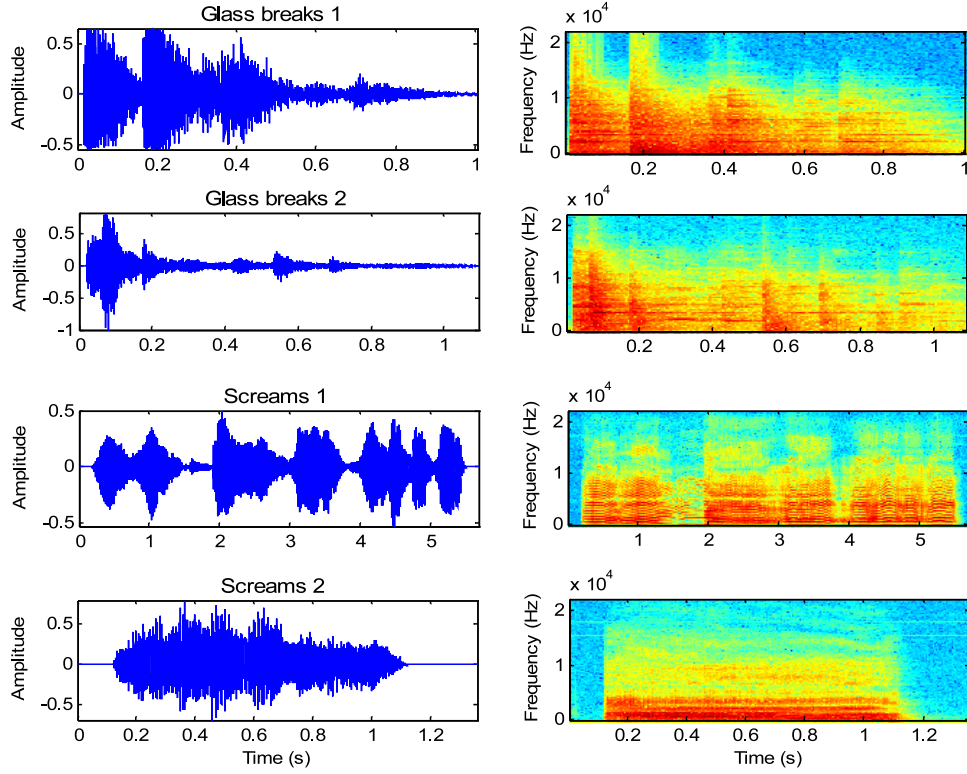 Glass breaks 1
x 10^4
Amplitude
0.5
0
-0.5
0 0.2 0.4 0.6 0.8 1
Frequency (Hz)
2
1
0
0.2 0.4 0.6 0.8 1
Glass breaks 2
x 10^4
Amplitude
0.5
0
-0.5
-1
0 0.2 0.4 0.6 0.8 1
Frequency (Hz)
2
1
0
0.2 0.4 0.6 0.8 1
Screams 1
x 10^4
Amplitude
0.5
0
-0.5
0 1 2 3 4 5
Frequency (Hz)
2
1
0
1 2 3 4 5
Screams 2
x 10^4
Amplitude
0.5
0
-0.5
0 0.2 0.4 0.6 0.8 1 1.2
Time (s)
Frequency (Hz)
2
1
0
0.2 0.4 0.6 0.8 1 1.2
Time (s)